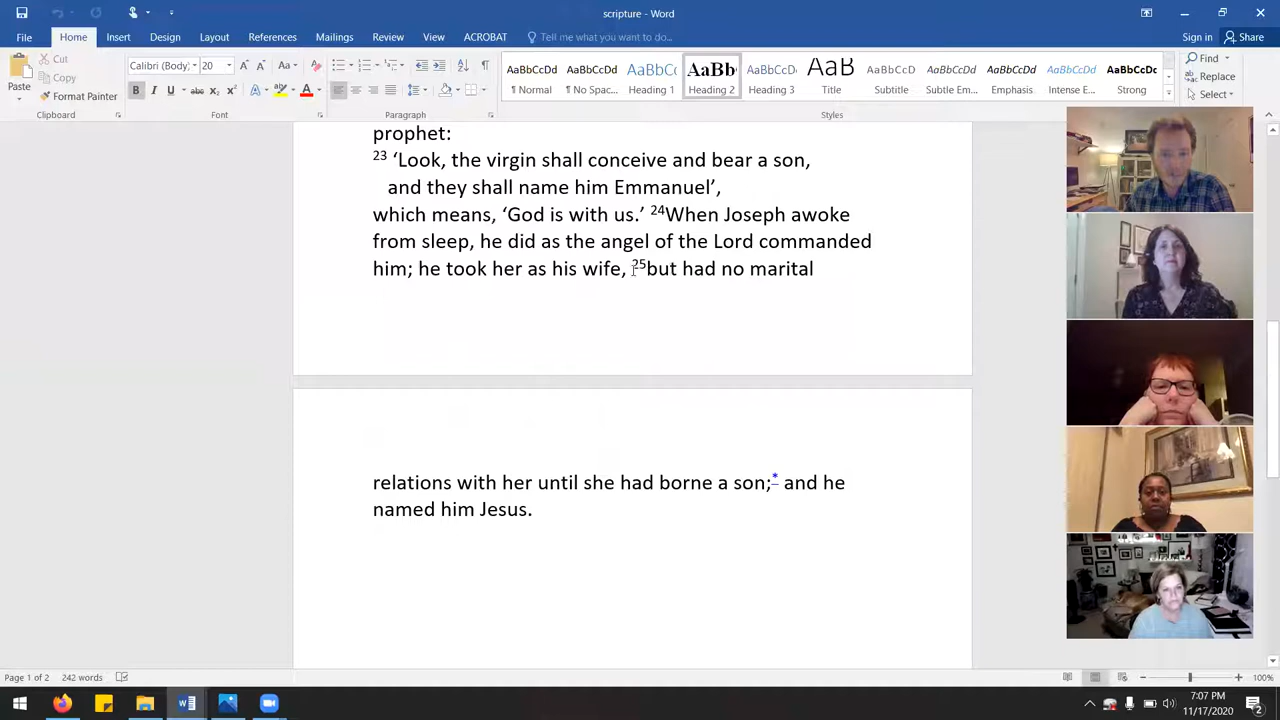 scripture - Word
File Home Insert Design Layout References Mailings Review View ACROBAT Tell me what you want to do... Sign in Share
Cut
Copy
Format Painter
Paste
Calibri (Body) 20
AaBbCcDd AaBbCcDd AaBbCc AaBb AaBbCcDd AaB AaBbCcD AaBbCcDd AaBbCcDd AaBbCcDd AaBbCcDc
¶ Normal ¶ No Spac... Heading 1 Heading 2 Heading 3 Title Subtitle Subtle Em... Emphasis Intense E... Strong
Find
Replace
Select
Clipboard Font Paragraph Styles
prophet:
23 ‘Look, the virgin shall conceive and bear a son,
and they shall name him Emmanuel’,
which means, ‘God is with us.’ 24When Joseph awoke
from sleep, he did as the angel of the Lord commanded
him; he took her as his wife, 25but had no marital
relations with her until she had borne a son;* and he
named him Jesus.
Page 1 of 2 242 words 100%
7:07 PM
11/17/2020
2